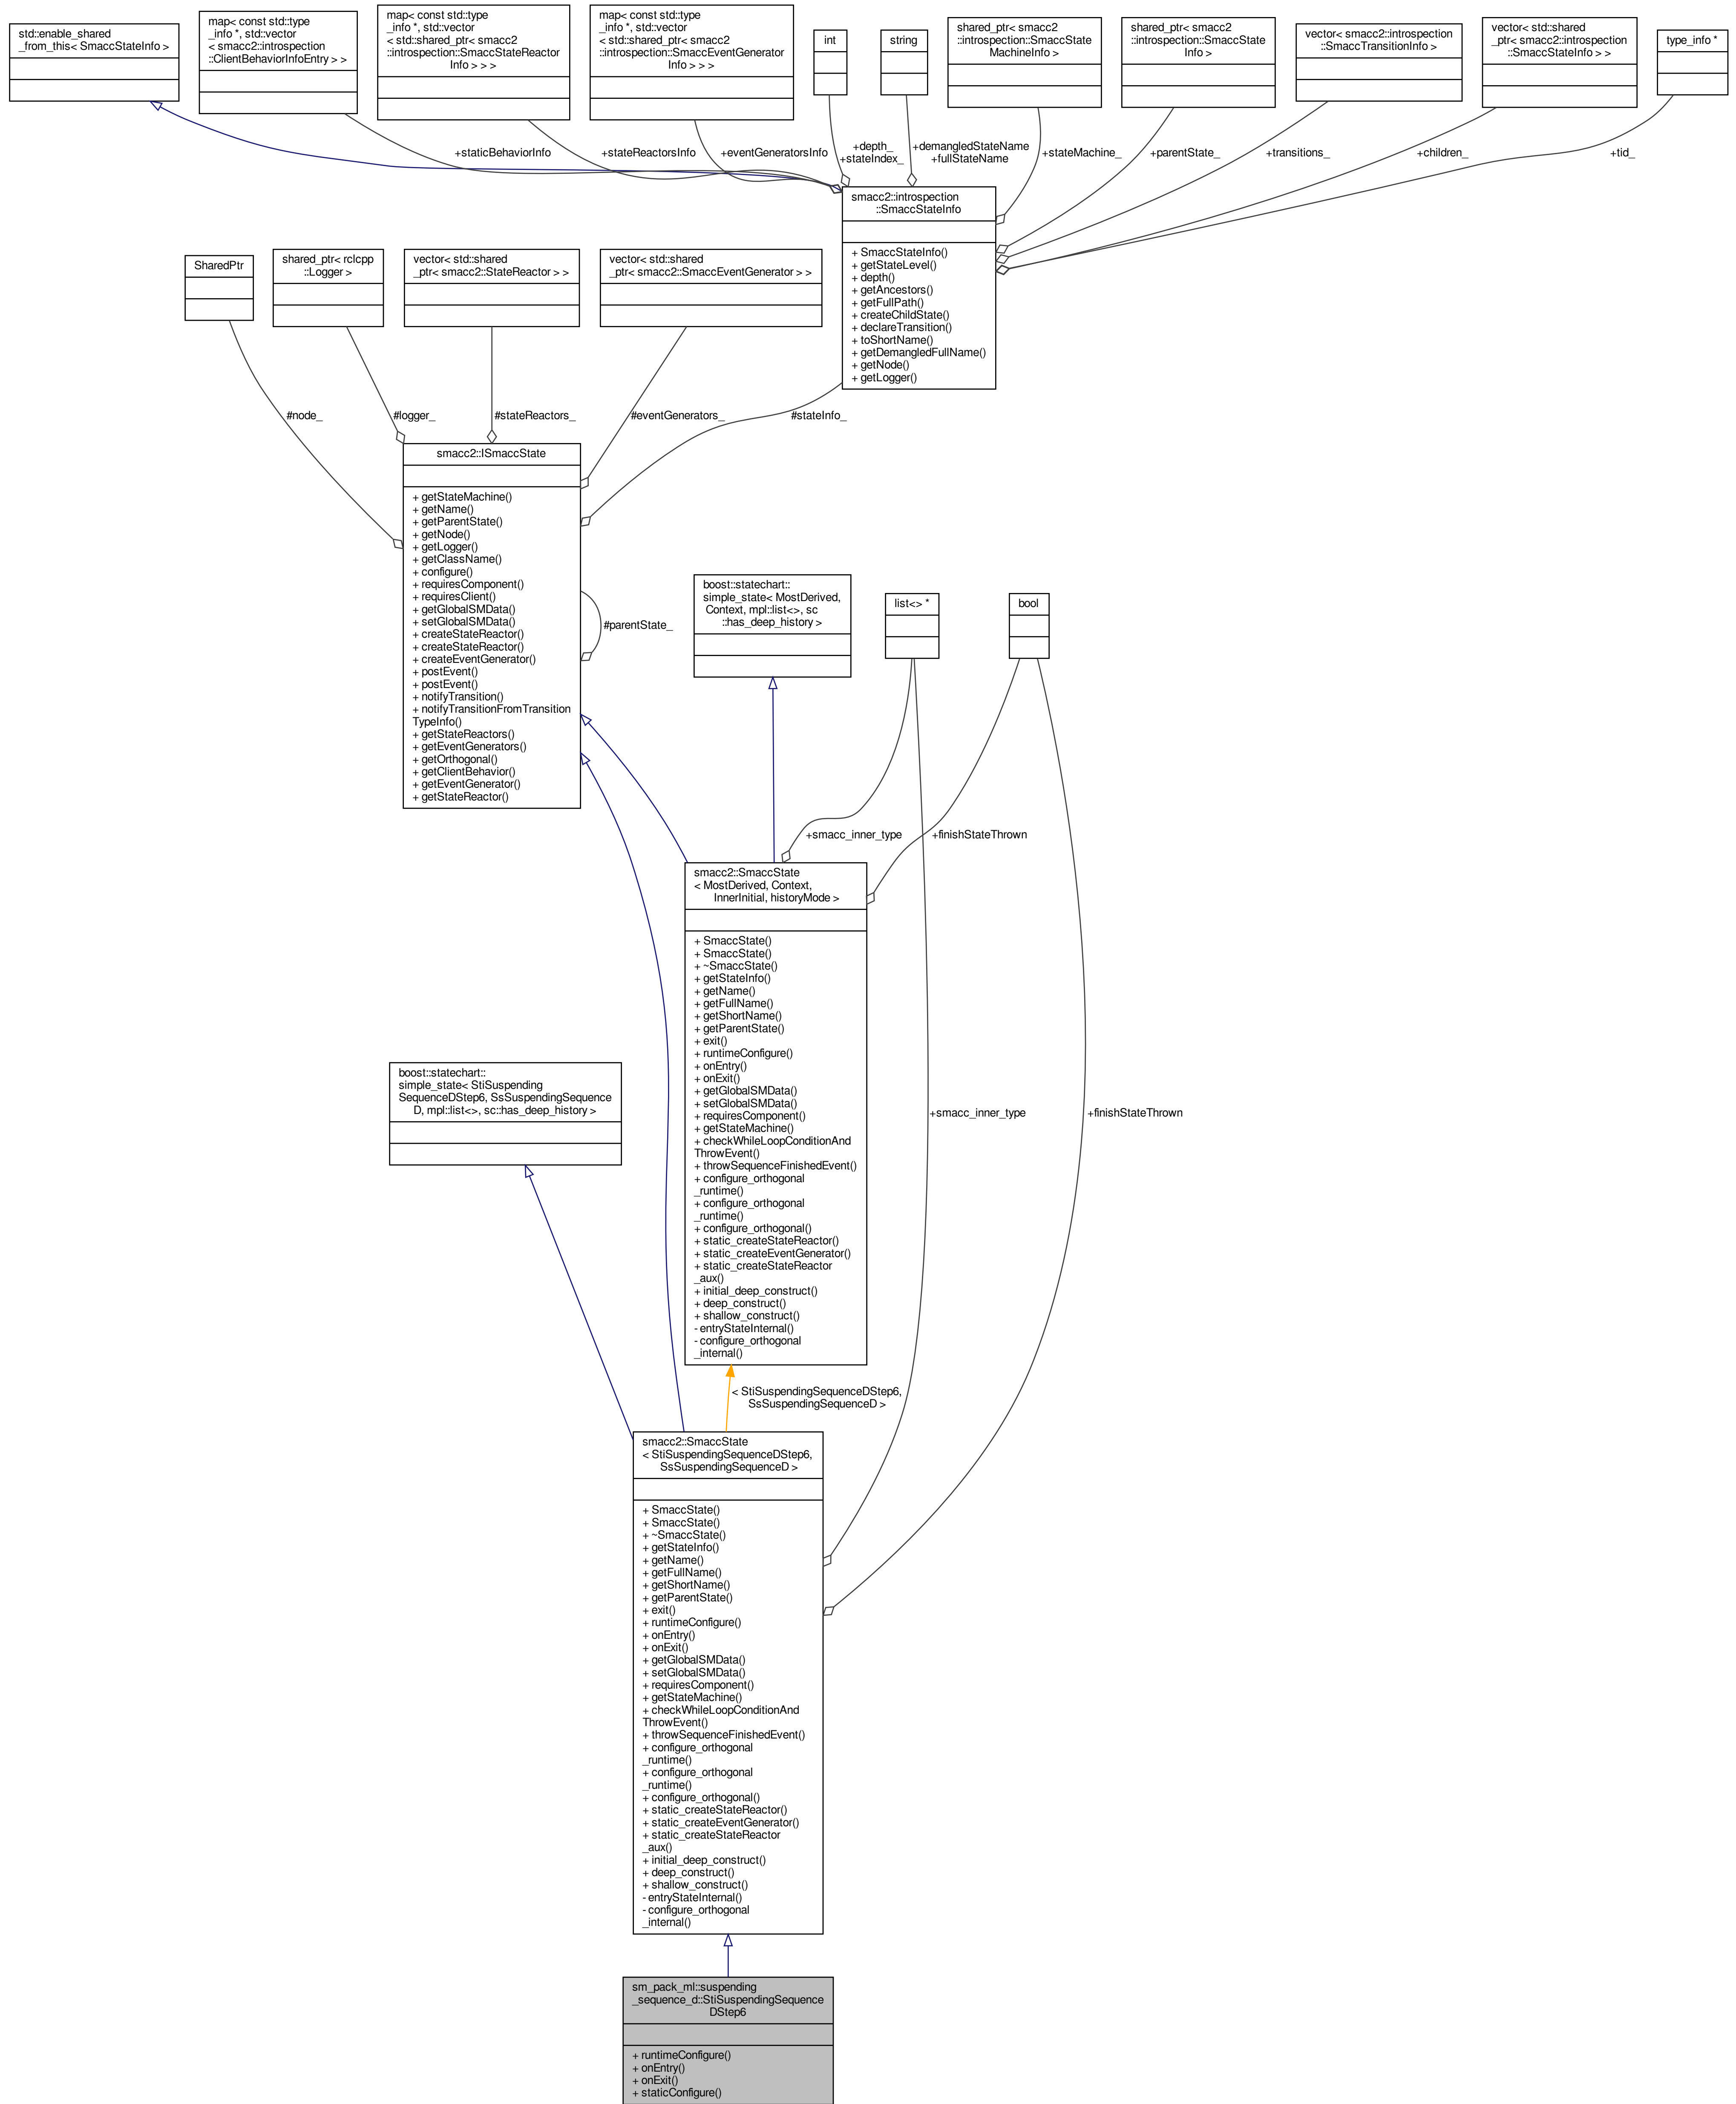 std::enable_shared
_from_this< SmaccStateInfo >
map< const std::type
_info *, std::vector
< smacc2::introspection
::ClientBehaviorInfoEntry > >
map< const std::type
_info *, std::vector
< std::shared_ptr< smacc2
::introspection::SmaccStateReactor
Info > > >
map< const std::type
_info *, std::vector
< std::shared_ptr< smacc2
::introspection::SmaccEventGenerator
Info > > >
int
string
shared_ptr< smacc2
::introspection::SmaccState
MachineInfo >
shared_ptr< smacc2
::introspection::SmaccState
Info >
vector< smacc2::introspection
::SmaccTransitionInfo >
vector< std::shared
_ptr< smacc2::introspection
::SmaccStateInfo > >
type_info *
+staticBehaviorInfo
+stateReactorsInfo
+eventGeneratorsInfo
+depth_
+stateIndex_
+demangledStateName
+fullStateName
+stateMachine_
+parentState_
+transitions_
+children_
+tid_
smacc2::introspection
::SmaccStateInfo
+ SmaccStateInfo()
+ getStateLevel()
+ depth()
+ getAncestors()
+ getFullPath()
+ createChildState()
+ declareTransition()
+ toShortName()
+ getDemangledFullName()
+ getNode()
+ getLogger()
SharedPtr
shared_ptr< rclcpp
::Logger >
vector< std::shared
_ptr< smacc2::StateReactor > >
vector< std::shared
_ptr< smacc2::SmaccEventGenerator > >
#node_
#logger_
#stateReactors_
#eventGenerators_
#stateInfo_
smacc2::ISmaccState
+ getStateMachine()
+ getName()
+ getParentState()
+ getNode()
+ getLogger()
+ getClassName()
+ configure()
+ requiresComponent()
+ requiresClient()
+ getGlobalSMData()
+ setGlobalSMData()
+ createStateReactor()
+ createStateReactor()
+ createEventGenerator()
+ postEvent()
+ postEvent()
+ notifyTransition()
+ notifyTransitionFromTransition
TypeInfo()
+ getStateReactors()
+ getEventGenerators()
+ getOrthogonal()
+ getClientBehavior()
+ getEventGenerator()
+ getStateReactor()
#parentState_
boost::statechart::
simple_state< MostDerived,
Context, mpl::list<>, sc
::has_deep_history >
list<> *
bool
+smacc_inner_type
+finishStateThrown
smacc2::SmaccState
< MostDerived, Context,
InnerInitial, historyMode >
+ SmaccState()
+ SmaccState()
+ ~SmaccState()
+ getStateInfo()
+ getName()
+ getFullName()
+ getShortName()
+ getParentState()
+ exit()
+ runtimeConfigure()
+ onEntry()
+ onExit()
+ getGlobalSMData()
+ setGlobalSMData()
+ requiresComponent()
+ getStateMachine()
+ checkWhileLoopConditionAnd
ThrowEvent()
+ throwSequenceFinishedEvent()
+ configure_orthogonal
_runtime()
+ configure_orthogonal
_runtime()
+ configure_orthogonal()
+ static_createStateReactor()
+ static_createEventGenerator()
+ static_createStateReactor
_aux()
+ initial_deep_construct()
+ deep_construct()
+ shallow_construct()
- entryStateInternal()
- configure_orthogonal
_internal()
boost::statechart::
simple_state< StiSuspending
SequenceDStep6, SsSuspendingSequence
D, mpl::list<>, sc::has_deep_history >
+smacc_inner_type
+finishStateThrown
< StiSuspendingSequenceDStep6,
SsSuspendingSequenceD >
smacc2::SmaccState
< StiSuspendingSequenceDStep6,
SsSuspendingSequenceD >
+ SmaccState()
+ SmaccState()
+ ~SmaccState()
+ getStateInfo()
+ getName()
+ getFullName()
+ getShortName()
+ getParentState()
+ exit()
+ runtimeConfigure()
+ onEntry()
+ onExit()
+ getGlobalSMData()
+ setGlobalSMData()
+ requiresComponent()
+ getStateMachine()
+ checkWhileLoopConditionAnd
ThrowEvent()
+ throwSequenceFinishedEvent()
+ configure_orthogonal
_runtime()
+ configure_orthogonal
_runtime()
+ configure_orthogonal()
+ static_createStateReactor()
+ static_createEventGenerator()
+ static_createStateReactor
_aux()
+ initial_deep_construct()
+ deep_construct()
+ shallow_construct()
- entryStateInternal()
- configure_orthogonal
_internal()
sm_pack_ml::suspending
_sequence_d::StiSuspendingSequence
DStep6
+ runtimeConfigure()
+ onEntry()
+ onExit()
+ staticConfigure()